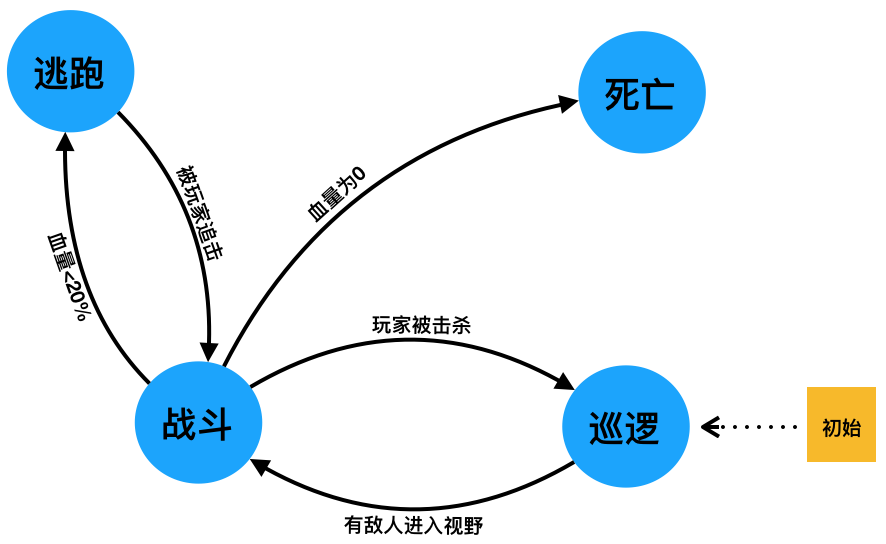 逃跑
死亡
被玩家追击
血量为0
血量<20%
玩家被击杀
战斗
巡逻
初始
有敌人进入视野